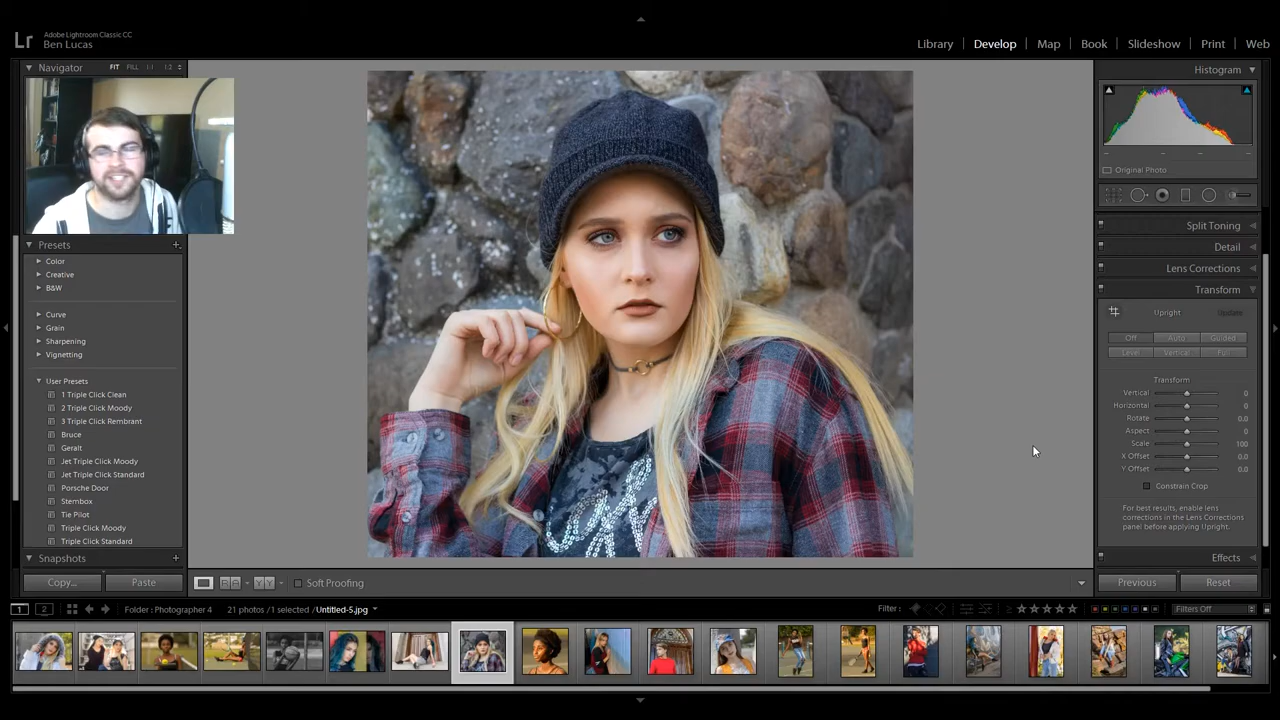 Lr
Adobe Lightroom Classic CC
Ben Lucas
Library
Develop
Map
Book
Slideshow
Print
Web
Navigator
FIT
FILL
1:1
Presets
Color
Creative
B&W
Curve
Grain
Sharpening
Vignetting
User Presets
1 Triple Click Clean
2 Triple Click Moody
3 Triple Click Rembrant
Bruce
Geralt
Jet Triple Click Moody
Jet Triple Click Standard
Porsche Door
Stembox
Tie Pilot
Triple Click Moody
Triple Click Standard
Snapshots
Copy...
Paste
Soft Proofing
Histogram
Original Photo
Split Toning
Detail
Lens Corrections
Transform
Upright
Update
Off
Auto
Guided
Level
Vertical
Full
Transform
Vertical 0
Horizontal 0
Rotate 0.0
Aspect 0
Scale 100
X Offset 0.0
Y Offset 0.0
Constrain Crop
For best results, enable lens
corrections in the Lens Corrections
panel before applying Upright.
Effects
Previous
Reset
1
2
Folder : Photographer 4
21 photos /1 selected /Untitled-5.jpg
Filter :
Filters Off